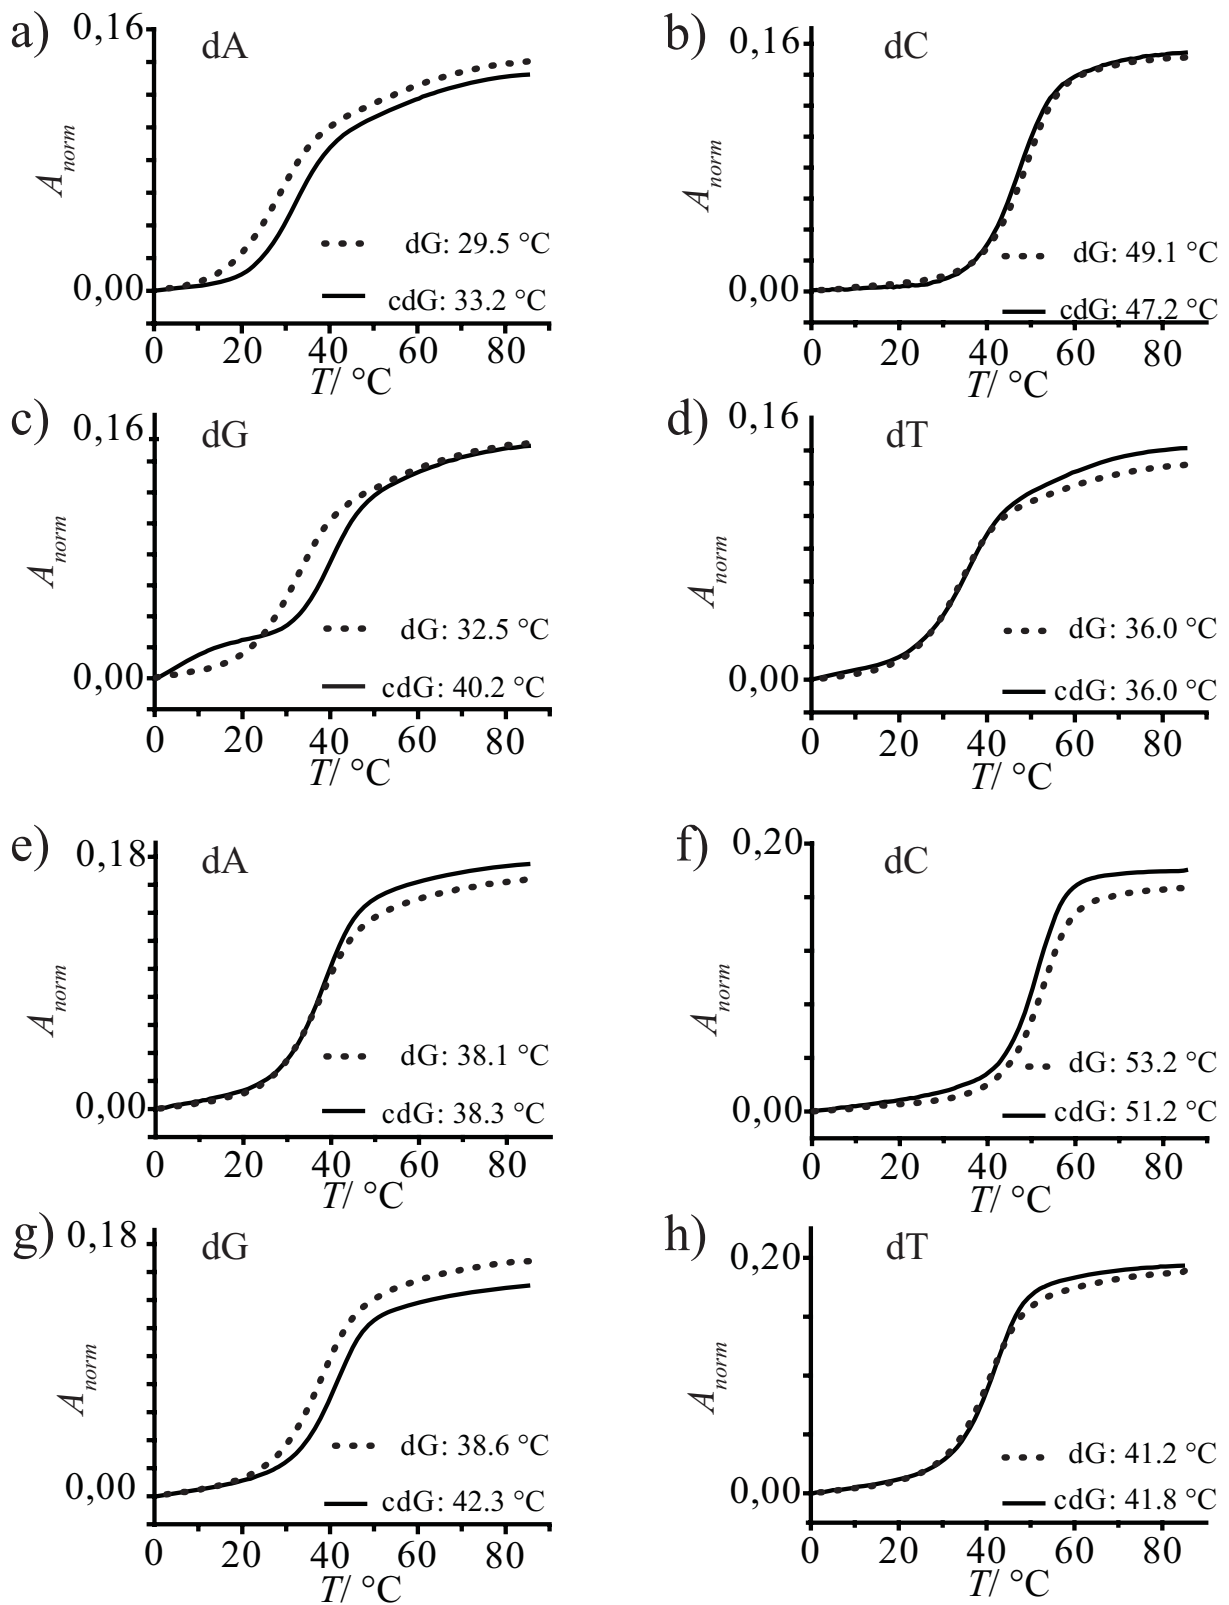 a)
0,16
dA
A_norm
dG: 29.5 °C
cdG: 33.2 °C
0,00
0 20 40 60 80
T/ °C
b)
0,16
dC
A_norm
dG: 49.1 °C
cdG: 47.2 °C
0,00
0 20 40 60 80
T/ °C
c)
0,16
dG
A_norm
dG: 32.5 °C
cdG: 40.2 °C
0,00
0 20 40 60 80
T/ °C
d)
0,16
dT
A_norm
dG: 36.0 °C
cdG: 36.0 °C
0,00
0 20 40 60 80
T/ °C
e)
0,18
dA
A_norm
dG: 38.1 °C
cdG: 38.3 °C
0,00
0 20 40 60 80
T/ °C
f)
0,20
dC
A_norm
dG: 53.2 °C
cdG: 51.2 °C
0,00
0 20 40 60 80
T/ °C
g)
0,18
dG
A_norm
dG: 38.6 °C
cdG: 42.3 °C
0,00
0 20 40 60 80
T/ °C
h)
0,20
dT
A_norm
dG: 41.2 °C
cdG: 41.8 °C
0,00
0 20 40 60 80
T/ °C